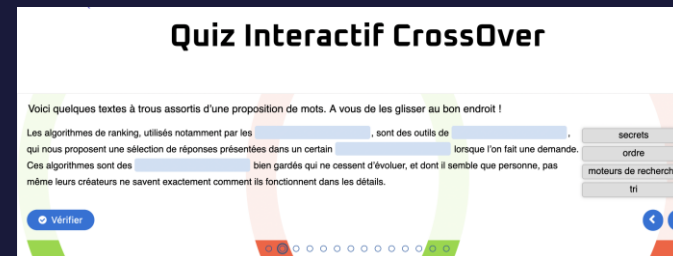 Quiz Interactif CrossOver
Voici quelques textes à trous assortis d'une proposition de mots. A vous de les glisser au bon endroit !
Les algorithmes de ranking, utilisés notamment par les , sont des outils de ,
qui nous proposent une sélection de réponses présentées dans un certain lorsque l'on fait une demande.
Ces algorithmes sont des bien gardés qui ne cessent d'évoluer, et dont il semble que personne, pas
même leurs créateurs ne savent exactement comment ils fonctionnent dans les détails.
secrets
ordre
moteurs de recherch
tri
Vérifier